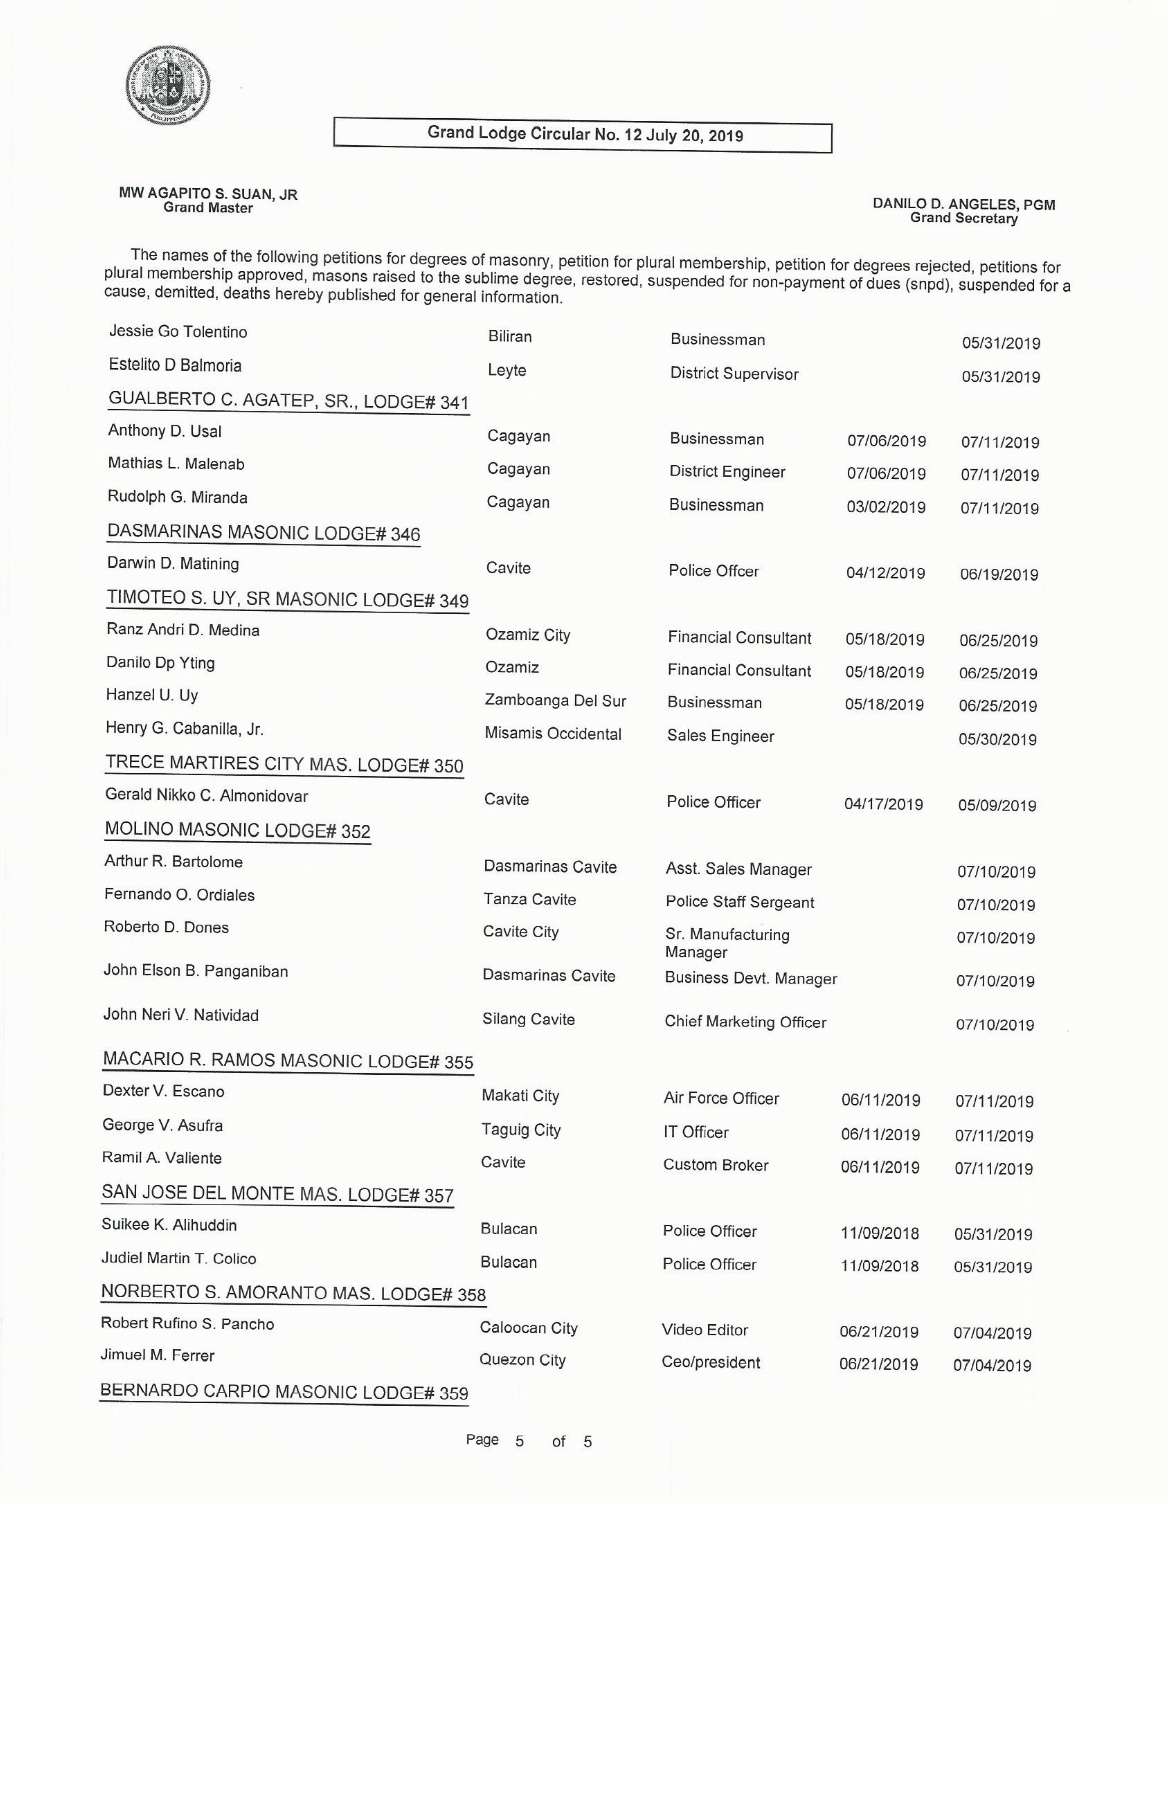 PHILIPPINES
Grand Lodge Circular No. 12 July 20, 2019
MW AGAPITO S. SUAN, JR
Grand Master
DANILO D. ANGELES, PGM
Grand Secretary
The names of the following petitions for degrees of masonry, petition for plural membership, petition for degrees rejected, petitions for
plural membership approved, masons raised to the sublime degree, restored, suspended for non-payment of dues (snpd), suspended for a
cause, demitted, deaths hereby published for general information.
Jessie Go Tolentino Biliran Businessman 05/31/2019
Estelito D Balmoria Leyte District Supervisor 05/31/2019
GUALBERTO C. AGATEP, SR., LODGE# 341
Anthony D. Usal Cagayan Businessman 07/06/2019 07/11/2019
Mathias L. Malenab Cagayan District Engineer 07/06/2019 07/11/2019
Rudolph G. Miranda Cagayan Businessman 03/02/2019 07/11/2019
DASMARINAS MASONIC LODGE# 346
Darwin D. Matining Cavite Police Offcer 04/12/2019 06/19/2019
TIMOTEO S. UY, SR MASONIC LODGE# 349
Ranz Andri D. Medina Ozamiz City Financial Consultant 05/18/2019 06/25/2019
Danilo Dp Yting Ozamiz Financial Consultant 05/18/2019 06/25/2019
Hanzel U. Uy Zamboanga Del Sur Businessman 05/18/2019 06/25/2019
Henry G. Cabanilla, Jr. Misamis Occidental Sales Engineer 05/30/2019
TRECE MARTIRES CITY MAS. LODGE# 350
Gerald Nikko C. Almonidovar Cavite Police Officer 04/17/2019 05/09/2019
MOLINO MASONIC LODGE# 352
Arthur R. Bartolome Dasmarinas Cavite Asst. Sales Manager 07/10/2019
Fernando O. Ordiales Tanza Cavite Police Staff Sergeant 07/10/2019
Roberto D. Dones Cavite City Sr. Manufacturing 07/10/2019
Manager
John Elson B. Panganiban Dasmarinas Cavite Business Devt. Manager 07/10/2019
John Neri V. Natividad Silang Cavite Chief Marketing Officer 07/10/2019
MACARIO R. RAMOS MASONIC LODGE# 355
Dexter V. Escano Makati City Air Force Officer 06/11/2019 07/11/2019
George V. Asufra Taguig City IT Officer 06/11/2019 07/11/2019
Ramil A. Valiente Cavite Custom Broker 06/11/2019 07/11/2019
SAN JOSE DEL MONTE MAS. LODGE# 357
Suikee K. Alihuddin Bulacan Police Officer 11/09/2018 05/31/2019
Judiel Martin T. Colico Bulacan Police Officer 11/09/2018 05/31/2019
NORBERTO S. AMORANTO MAS. LODGE# 358
Robert Rufino S. Pancho Caloocan City Video Editor 06/21/2019 07/04/2019
Jimuel M. Ferrer Quezon City Ceo/president 06/21/2019 07/04/2019
BERNARDO CARPIO MASONIC LODGE# 359
Page 5 of 5